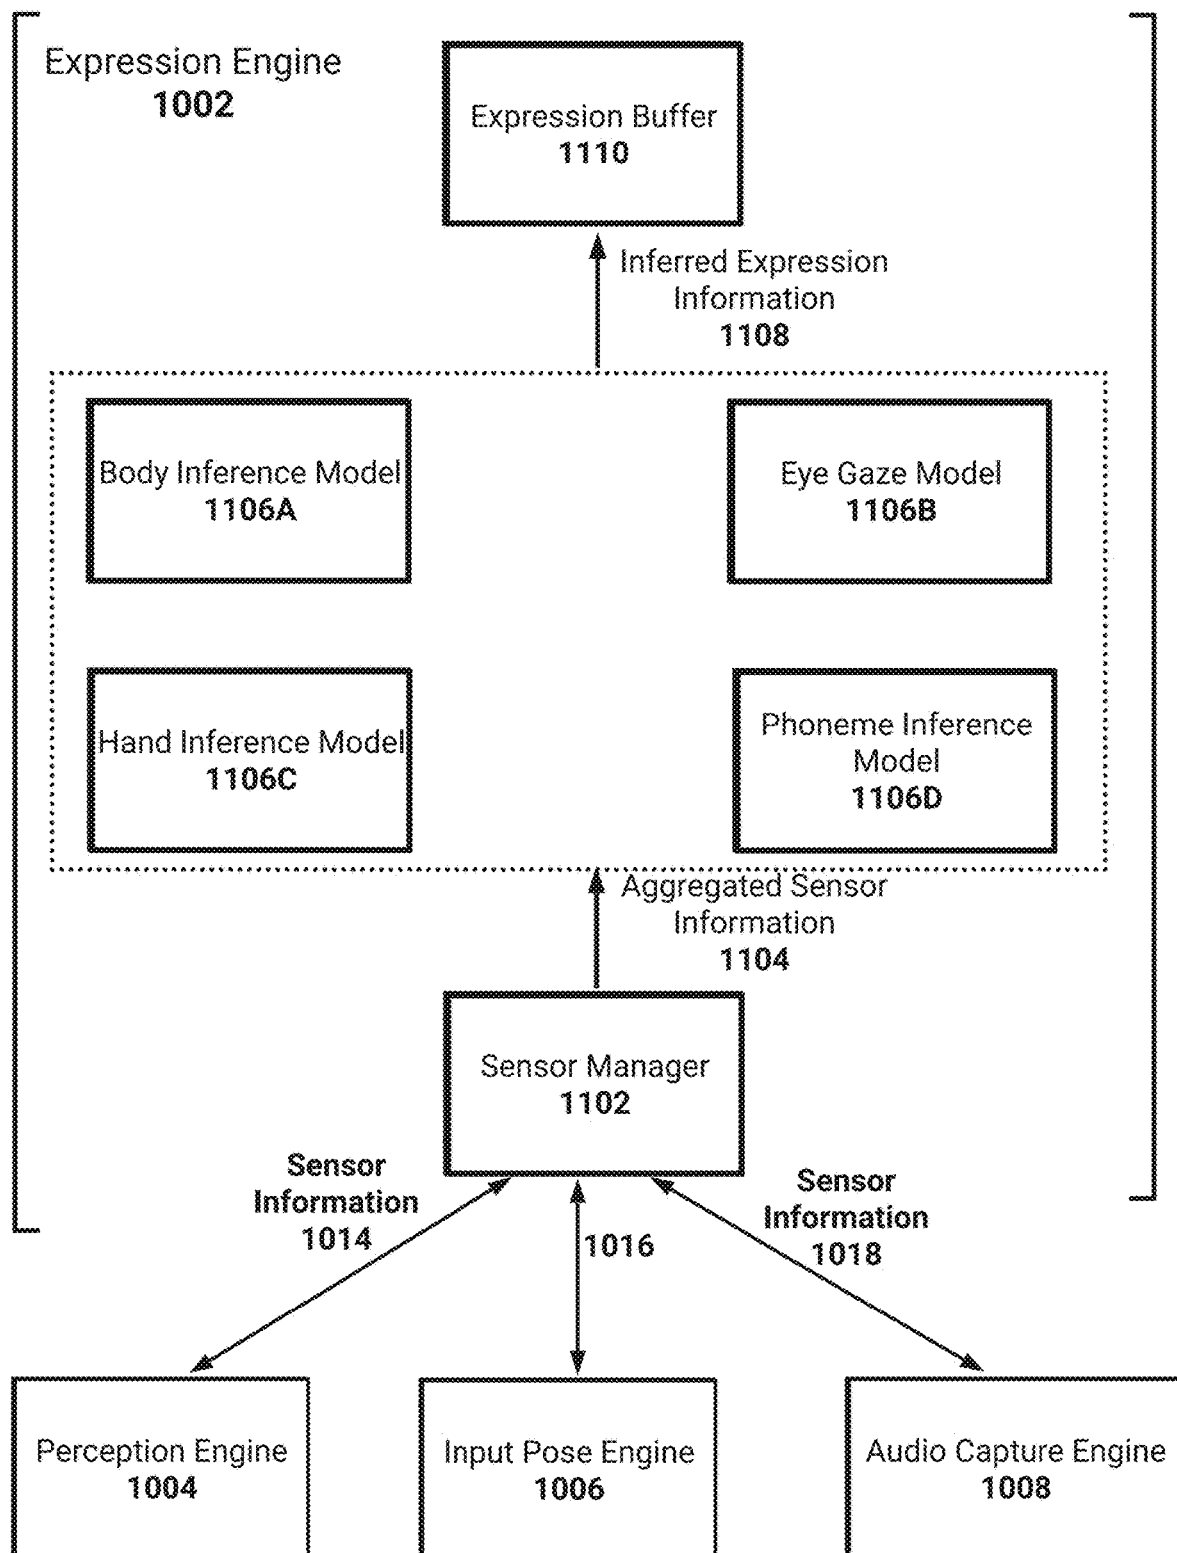 Expression Engine
1002
Expression Buffer
1110
Inferred Expression
Information
1108
Body Inference Model
1106A
Eye Gaze Model
1106B
Hand Inference Model
1106C
Phoneme Inference
Model
1106D
Aggregated Sensor
Information
1104
Sensor Manager
1102
Sensor
Information
1014
1016
Sensor
Information
1018
Perception Engine
1004
Input Pose Engine
1006
Audio Capture Engine
1008